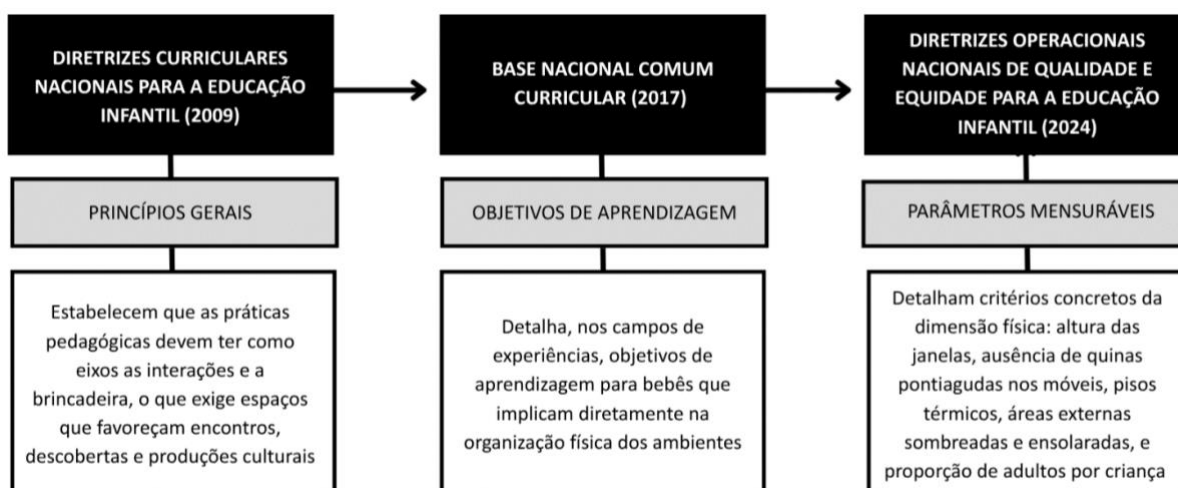 DIRETRIZES CURRICULARES
NACIONAIS PARA A EDUCAÇÃO
INFANTIL (2009)
PRINCÍPIOS GERAIS
Estabelecem que as práticas
pedagógicas devem ter como
eixos as interações e a
brincadeira, o que exige espaços
que favoreçam encontros,
descobertas e produções culturais
BASE NACIONAL COMUM
CURRICULAR (2017)
OBJETIVOS DE APRENDIZAGEM
Detalha, nos campos de
experiências, objetivos de
aprendizagem para bebês que
implicam diretamente na
organização física dos ambientes
DIRETRIZES OPERACIONAIS
NACIONAIS DE QUALIDADE E
EQUIDADE PARA A EDUCAÇÃO
INFANTIL (2024)
PARÂMETROS MENSURÁVEIS
Detalham critérios concretos da
dimensão física: altura das
janelas, ausência de quinas
pontiagudas nos móveis, pisos
térmicos, áreas externas
sombreadas e ensolaradas, e
proporção de adultos por criança